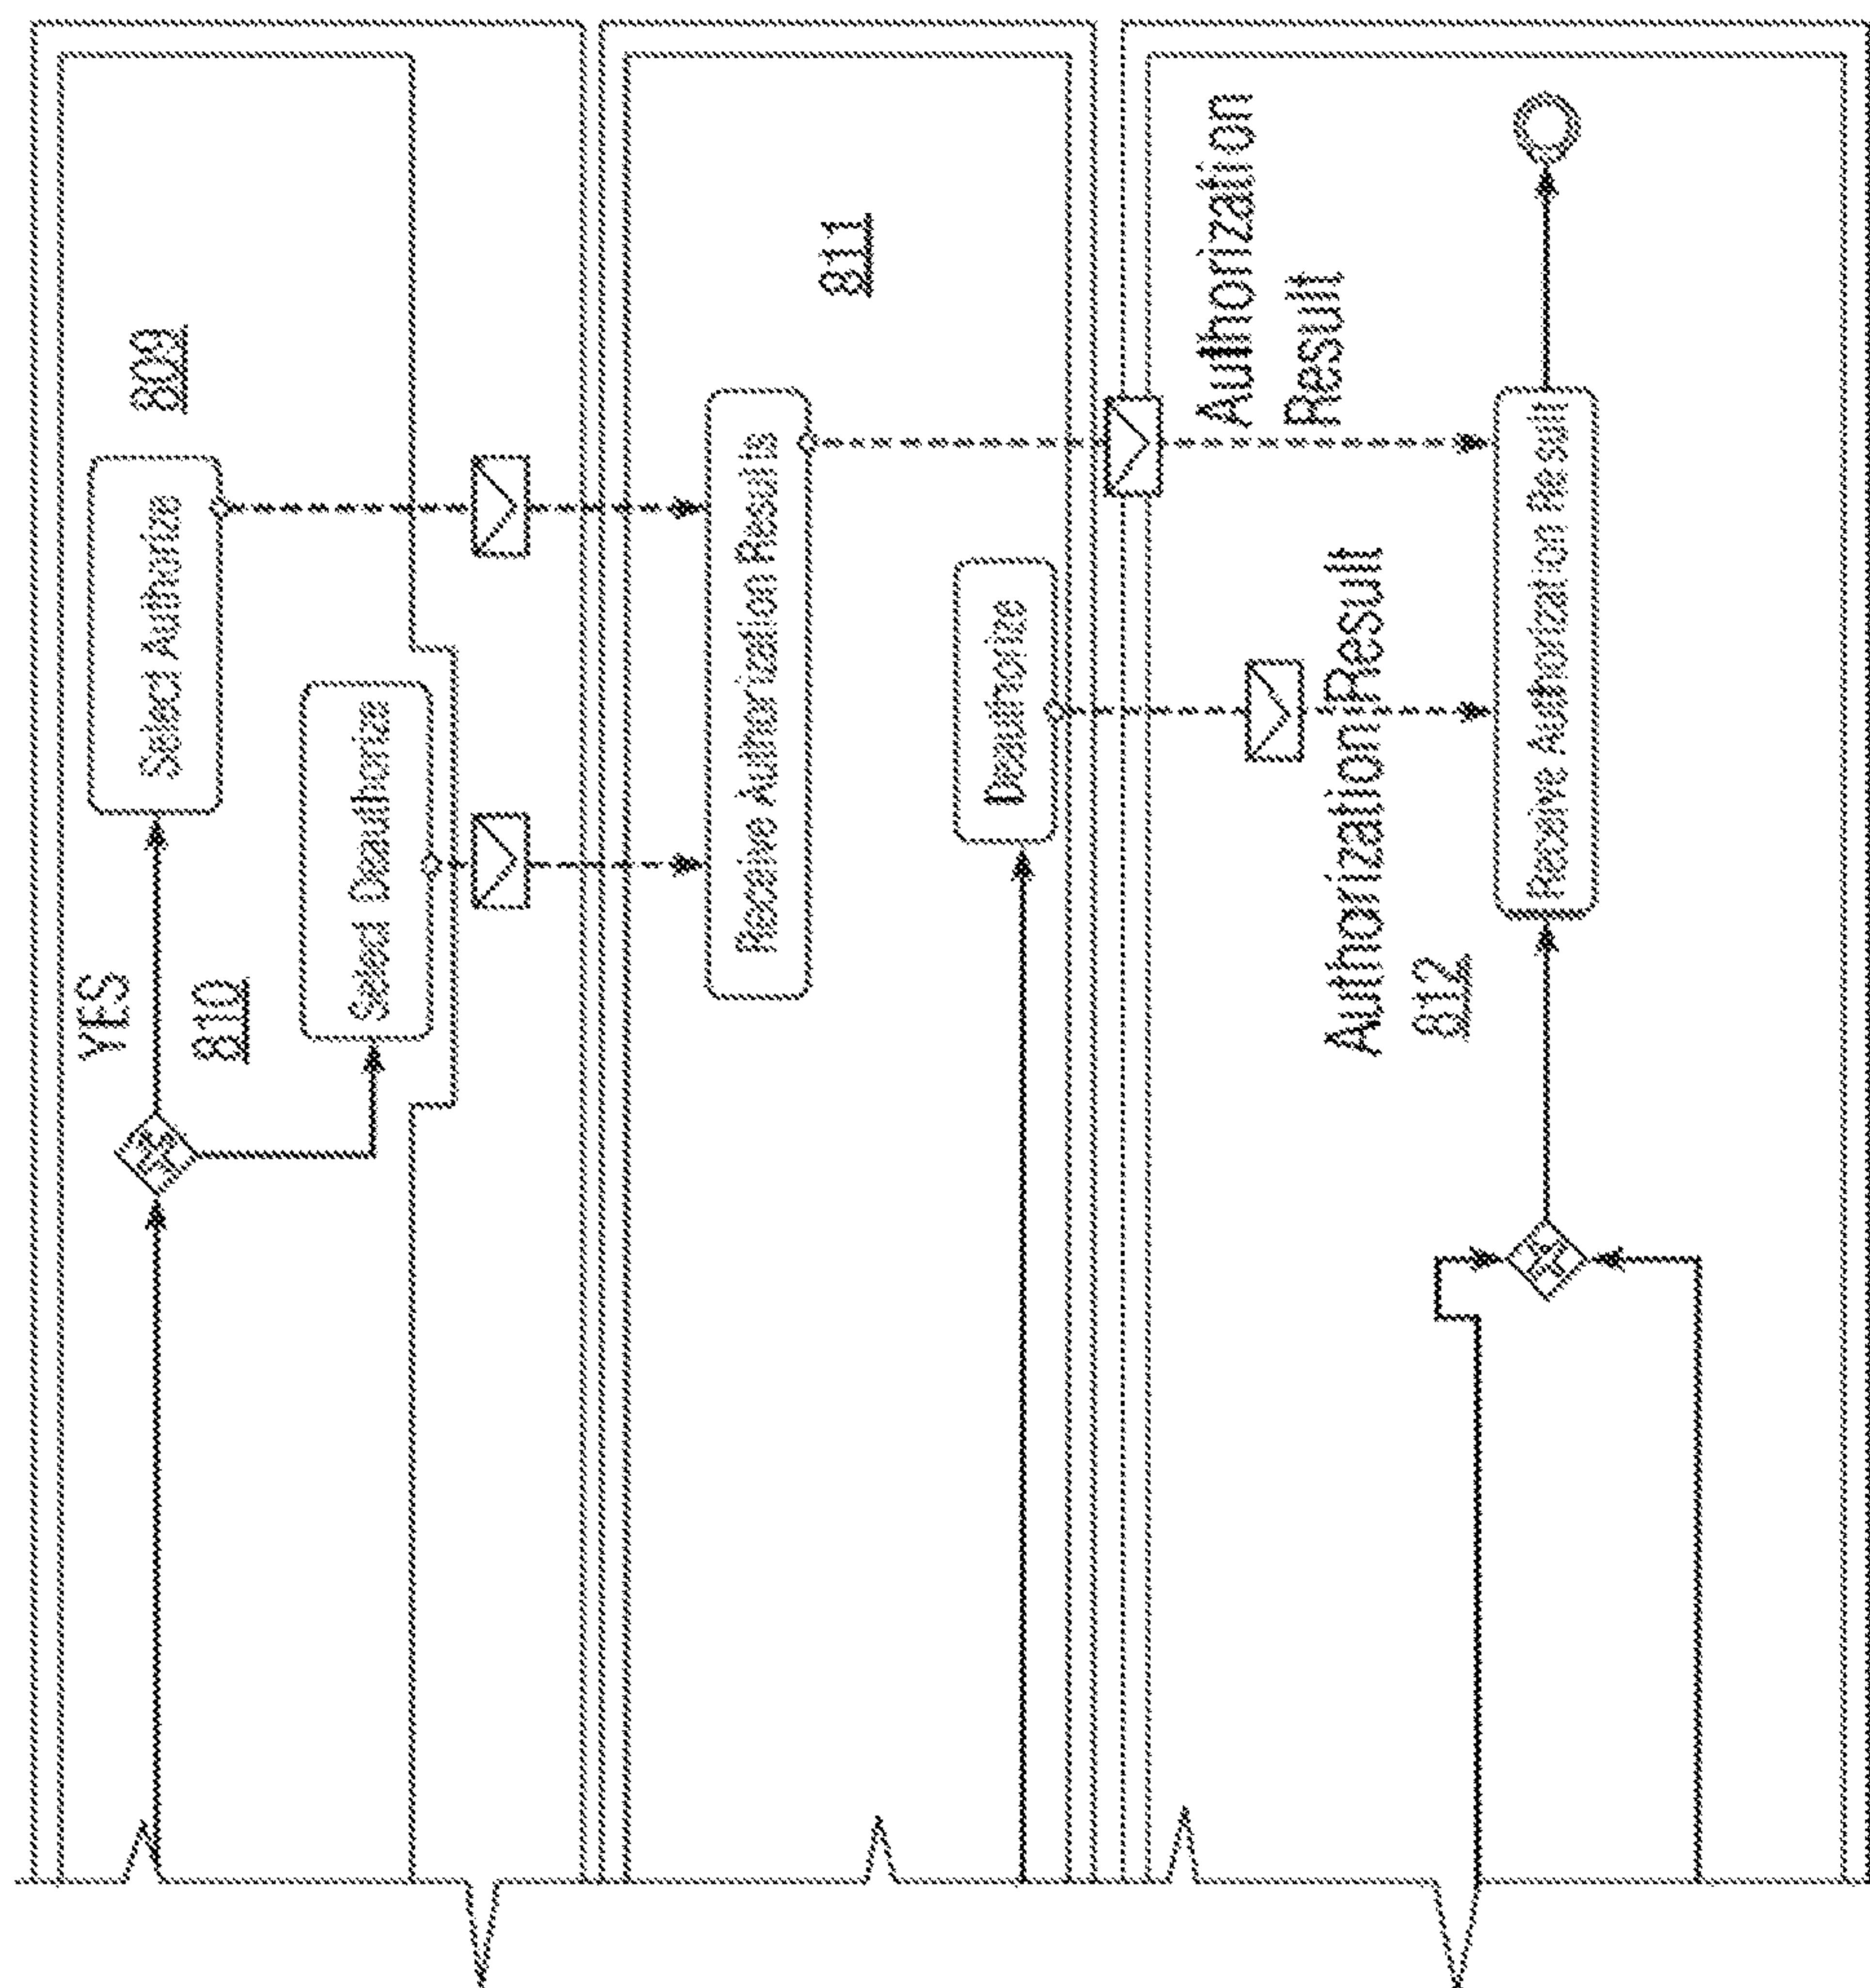 YES
Select Authorize
809
810
Select Deauthorize
Receive Authorization Results
811
Deauthorize
Authorization
Result
Authorization Result
812
Receive Authorization Result